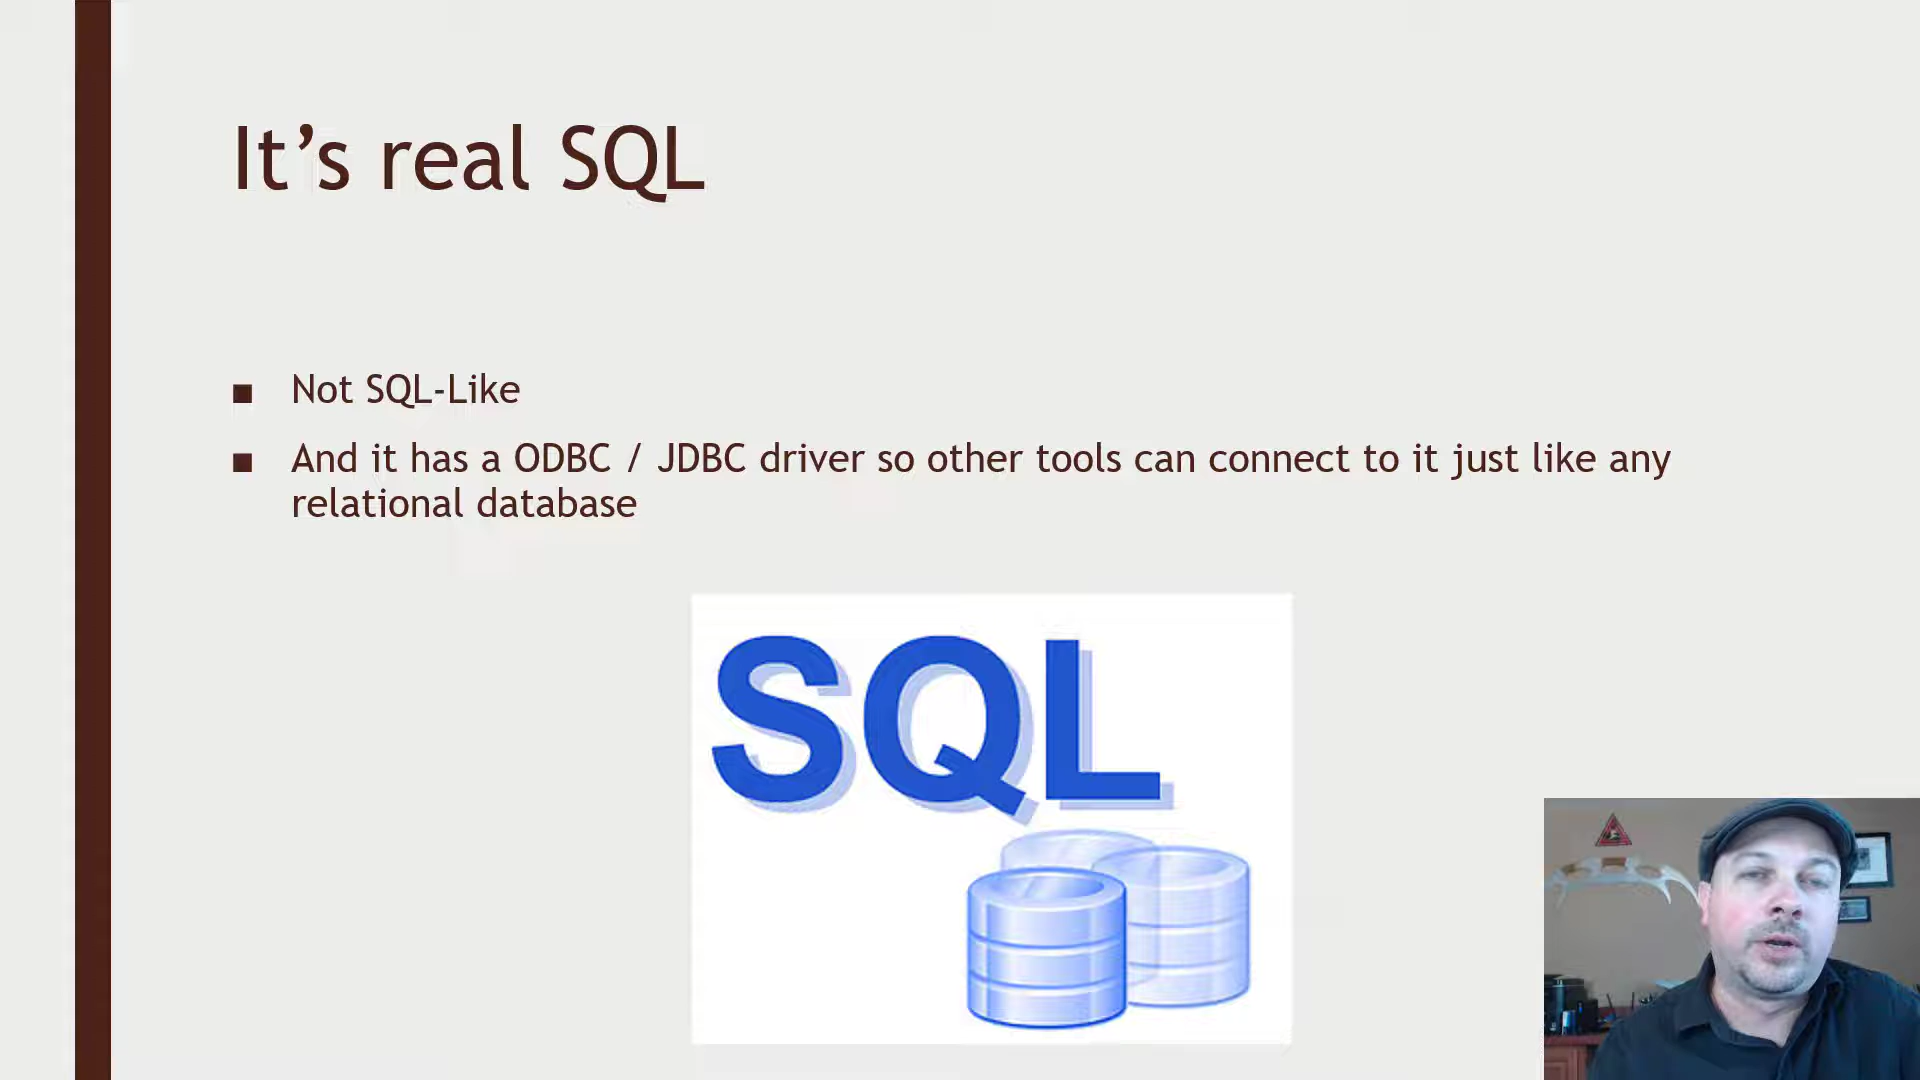 It’s real SQL
■ Not SQL-Like
■ And it has a ODBC / JDBC driver so other tools can connect to it just like any
relational database
SQL